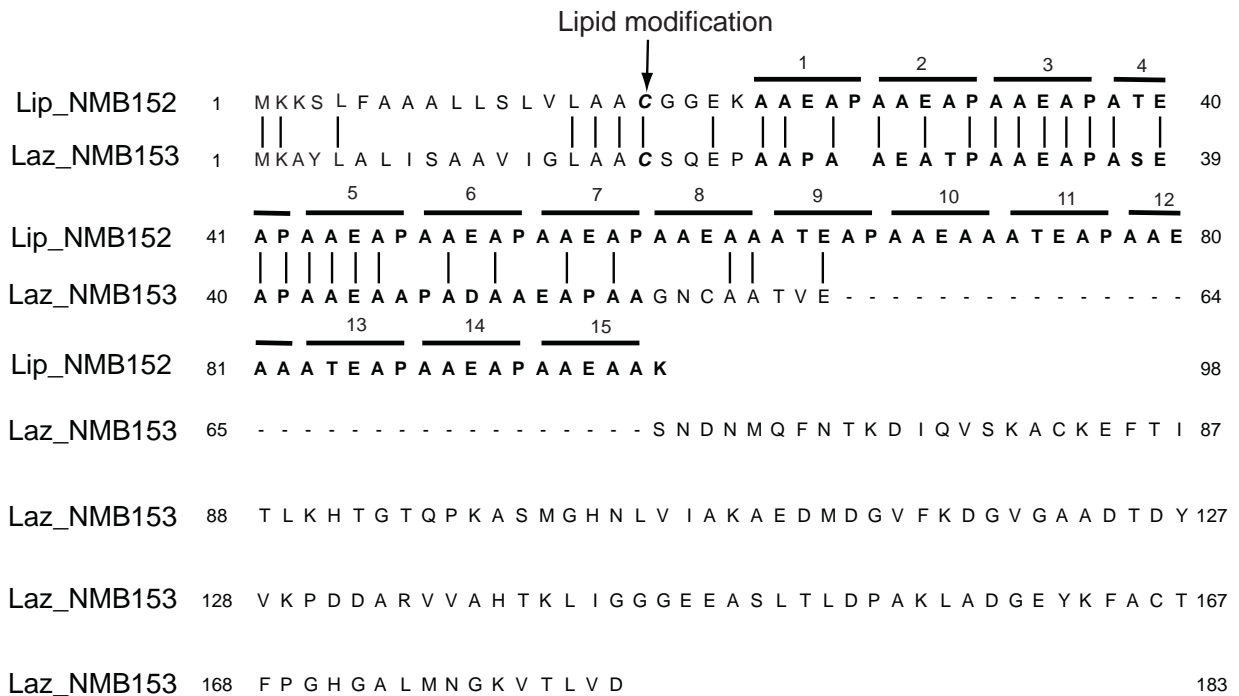 Lipid modification
1 2 3 4
Lip_NMB152 1 M K K S L F A A A L L S L V L A A C G G E K A A E A P A A E A P A A E A P A T E 40
Laz_NMB153 1 M K A Y L A L I S A A V I G L A A C S Q E P A A P A A E A T P A A E A P A S E 39
5 6 7 8 9 10 11 12
Lip_NMB152 41 A P A A E A P A A E A P A A E A P A A E A A A T E A P A A E A A A T E A P A A E 80
Laz_NMB153 40 A P A A E A A P A D A A E A P A A G N C A A T V E - - - - - - - - - - - - - - - 64
13 14 15
Lip_NMB152 81 A A A T E A P A A E A P A A E A A K 98
Laz_NMB153 65 - - - - - - - - - - - - - - - - - S N D N M Q F N T K D I Q V S K A C K E F T I 87
Laz_NMB153 88 T L K H T G T Q P K A S M G H N L V I A K A E D M D G V F K D G V G A A D T D Y 127
Laz_NMB153 128 V K P D D A R V V A H T K L I G G G E E A S L T L D P A K L A D G E Y K F A C T 167
Laz_NMB153 168 F P G H G A L M N G K V T L V D 183